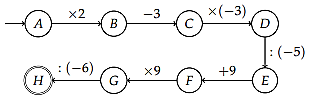 ×2 −3 ×(−3)
A B C D
: (−5)
: (−6) ×9 +9
H G F E